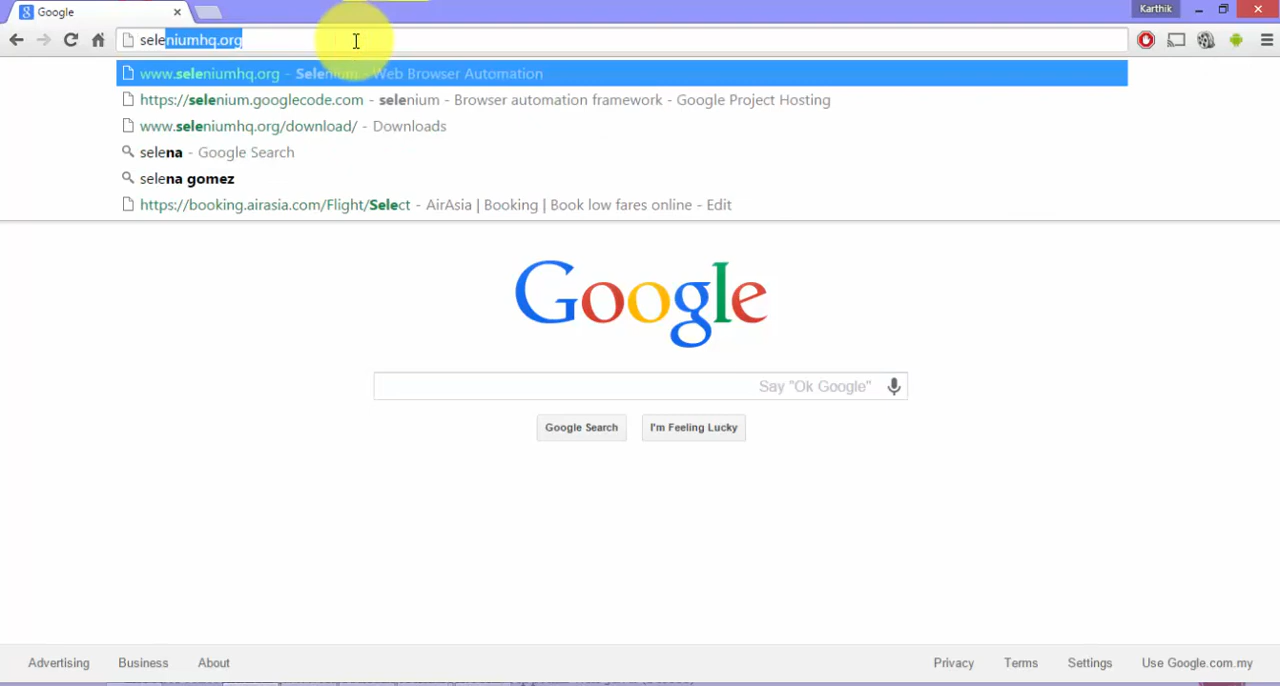 Google
Karthik
seleniumhq.org
www.seleniumhq.org - Selenium - Web Browser Automation
https://selenium.googlecode.com - selenium - Browser automation framework - Google Project Hosting
www.seleniumhq.org/download/ - Downloads
selena - Google Search
selena gomez
https://booking.airasia.com/Flight/Select - AirAsia | Booking | Book low fares online - Edit
Google
Say "Ok Google"
Google Search I'm Feeling Lucky
Advertising Business About Privacy Terms Settings Use Google.com.my